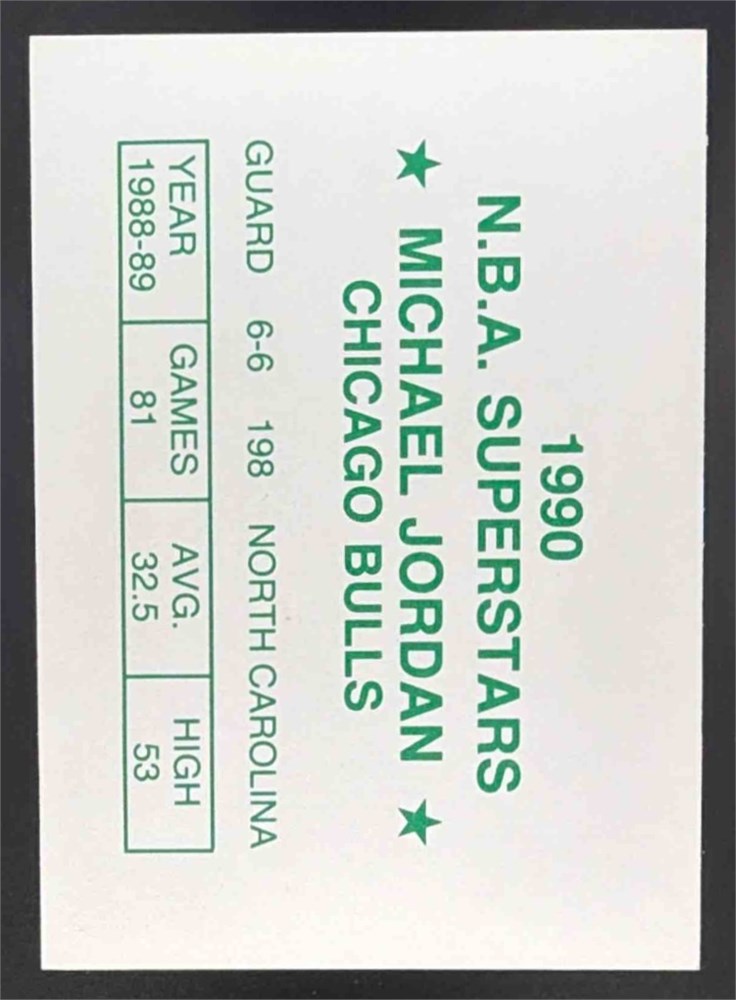 1990
N.B.A. SUPERSTARS
★ MICHAEL JORDAN ★
CHICAGO BULLS
GUARD 6-6 198 NORTH CAROLINA
YEAR GAMES AVG. HIGH
1988-89 81 32.5 53